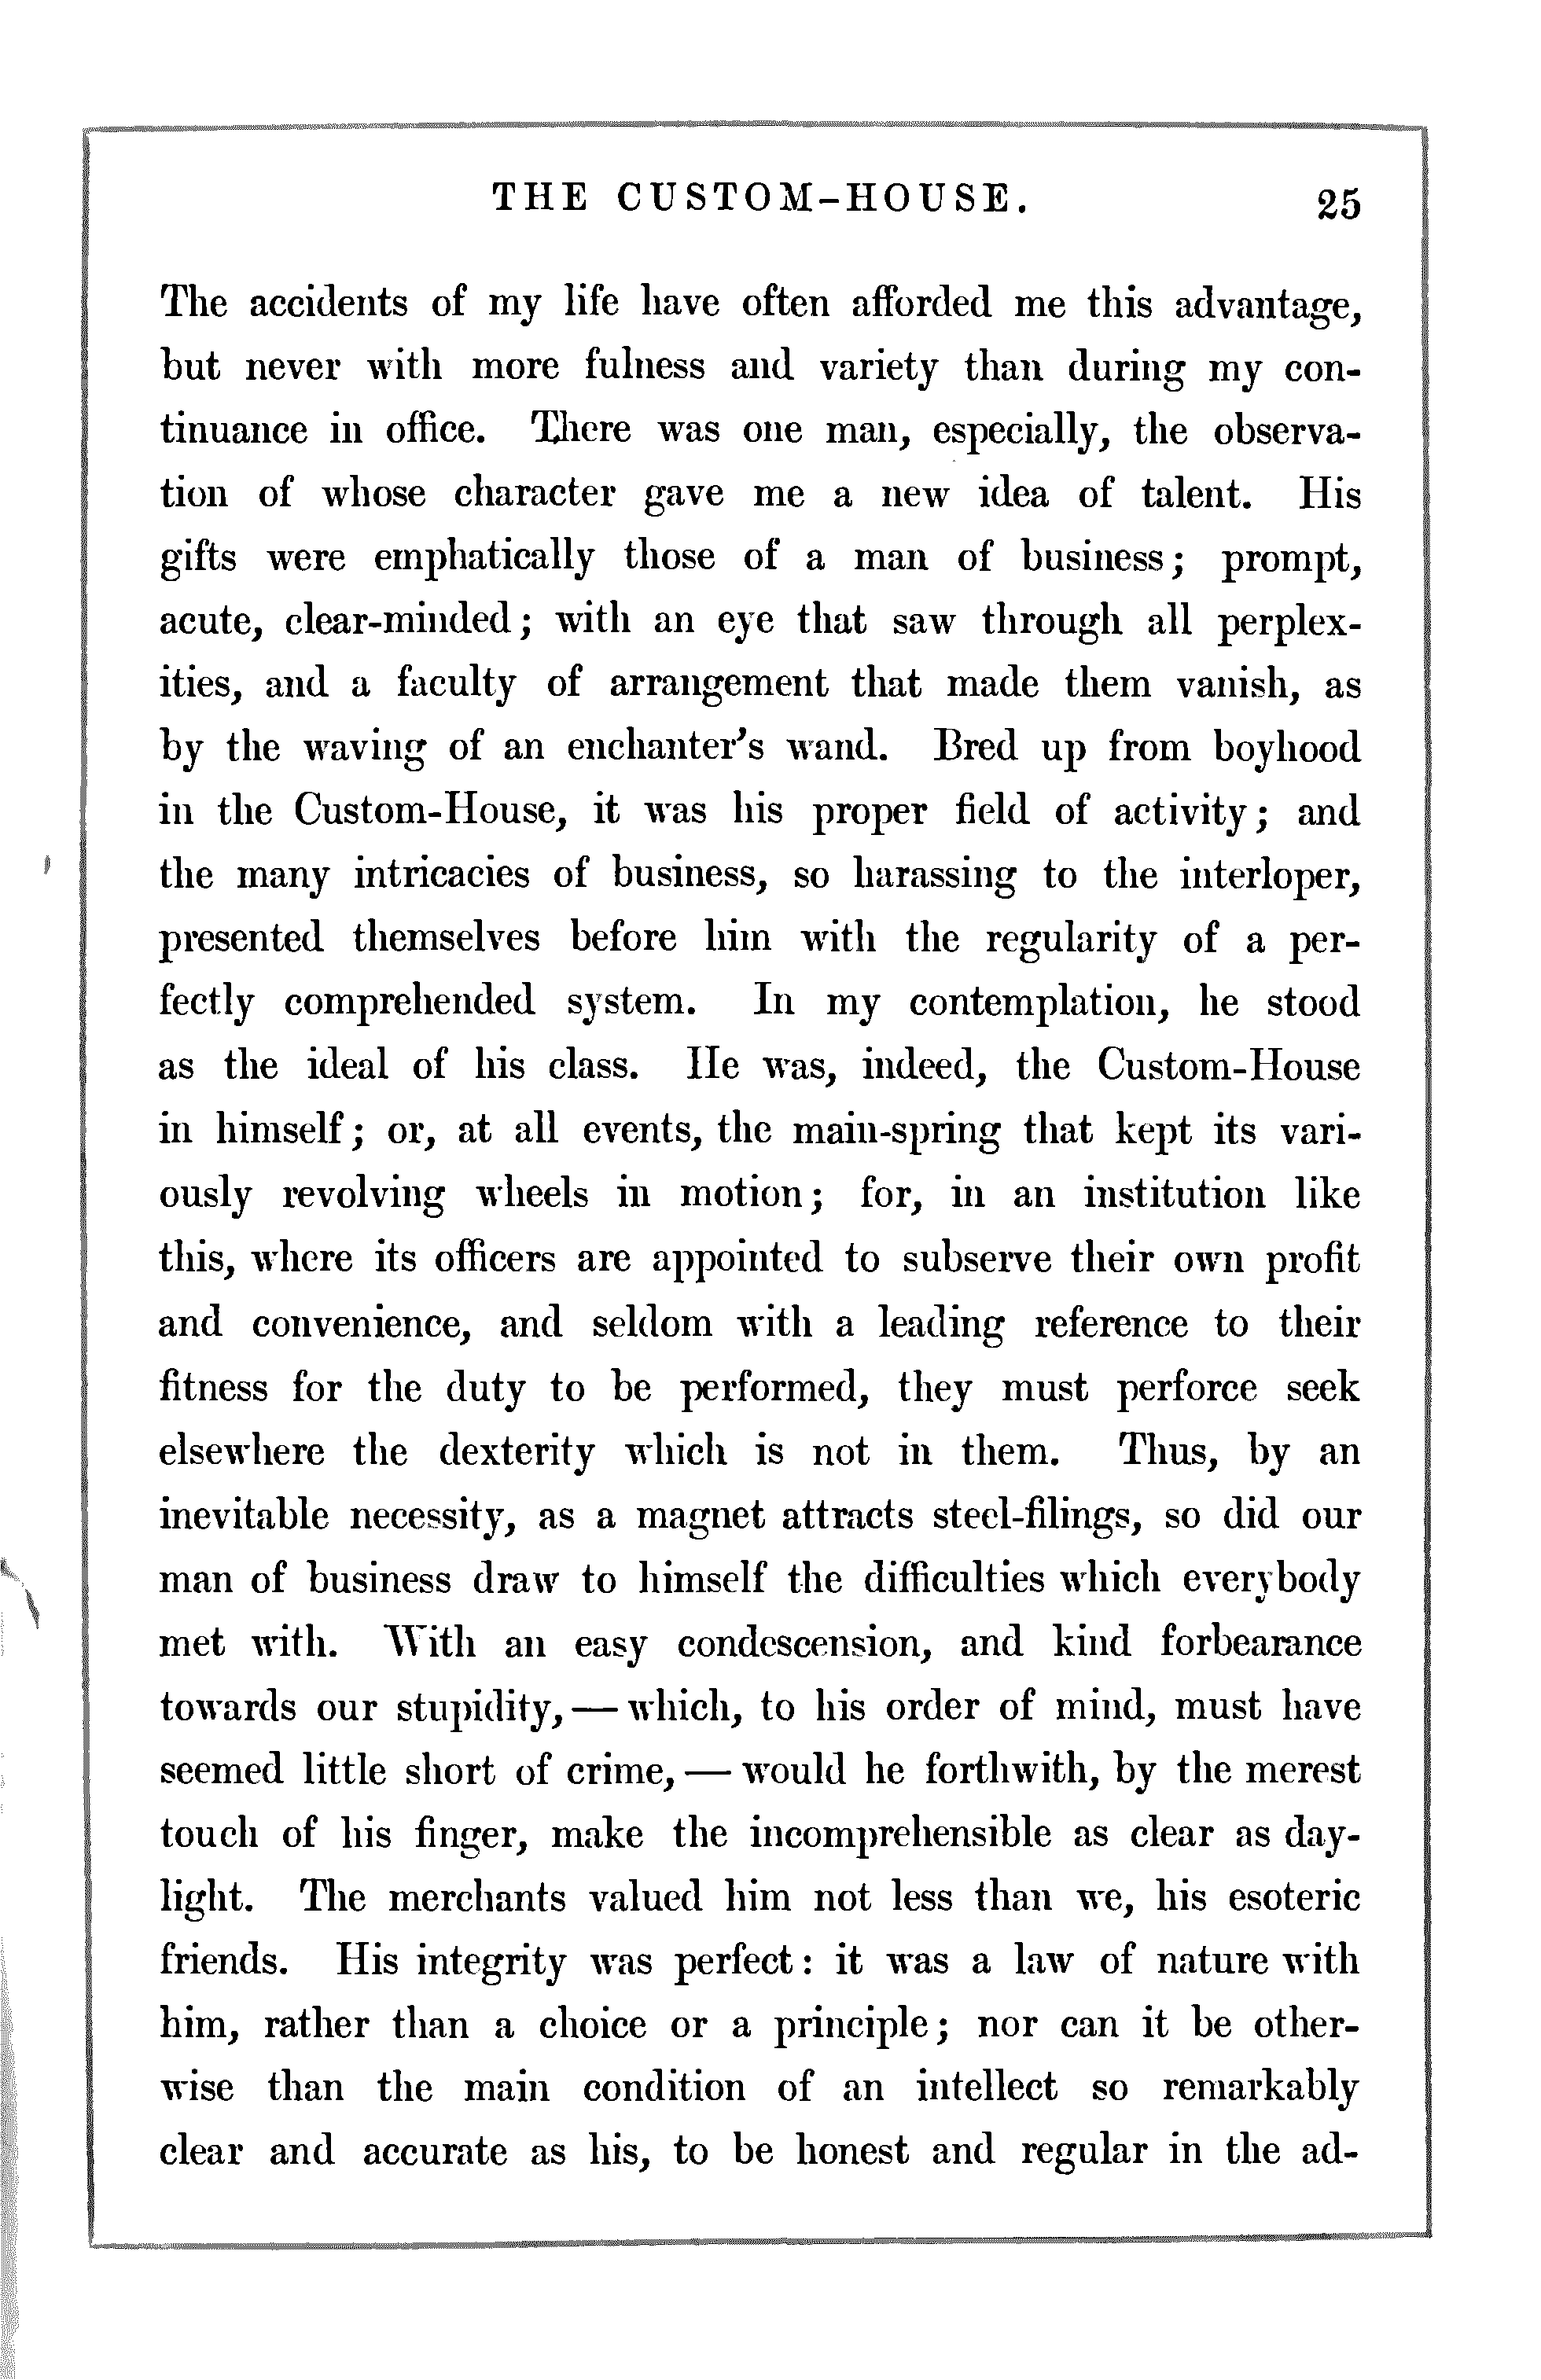 THE CUSTOM-HOUSE. 25
The accidents of my life have often afforded me this advantage,
but never with more fulness and variety than during my con-
tinuance in office. There was one man, especially, the observa-
tion of whose character gave me a new idea of talent. His
gifts were emphatically those of a man of business; prompt,
acute, clear-minded; with an eye that saw through all perplex-
ities, and a faculty of arrangement that made them vanish, as
by the waving of an enchanter's wand. Bred up from boyhood
in the Custom-House, it was his proper field of activity; and
the many intricacies of business, so harassing to the interloper,
presented themselves before him with the regularity of a per-
fectly comprehended system. In my contemplation, he stood
as the ideal of his class. He was, indeed, the Custom-House
in himself; or, at all events, the main-spring that kept its vari-
ously revolving wheels in motion; for, in an institution like
this, where its officers are appointed to subserve their own profit
and convenience, and seldom with a leading reference to their
fitness for the duty to be performed, they must perforce seek
elsewhere the dexterity which is not in them. Thus, by an
inevitable necessity, as a magnet attracts steel-filings, so did our
man of business draw to himself the difficulties which everybody
met with. With an easy condescension, and kind forbearance
towards our stupidity, — which, to his order of mind, must have
seemed little short of crime, — would he forthwith, by the merest
touch of his finger, make the incomprehensible as clear as day-
light. The merchants valued him not less than we, his esoteric
friends. His integrity was perfect: it was a law of nature with
him, rather than a choice or a principle; nor can it be other-
wise than the main condition of an intellect so remarkably
clear and accurate as his, to be honest and regular in the ad-